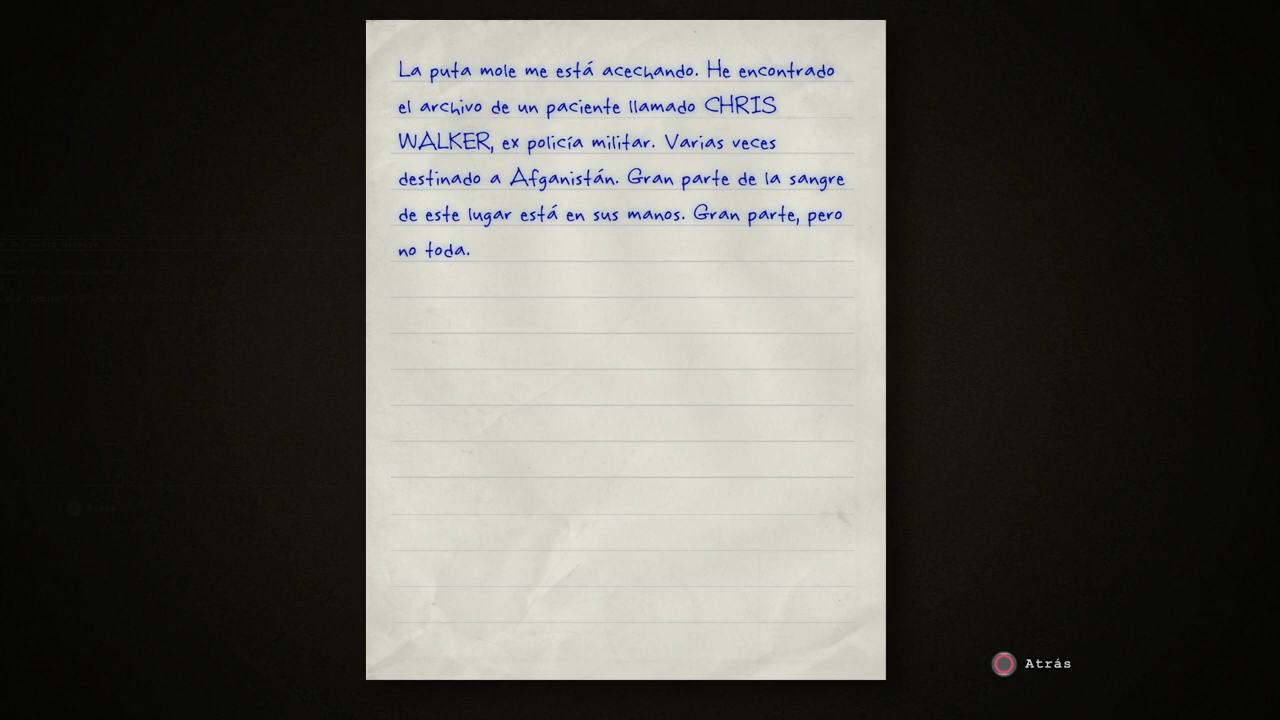 La puta mole me está acechando. He encontrado
el archivo de un paciente llamado CHRIS
WALKER, ex policía militar. Varias veces
destinado a Afganistán. Gran parte de la sangre
de este lugar está en sus manos. Gran parte, pero
no toda.
Atrás